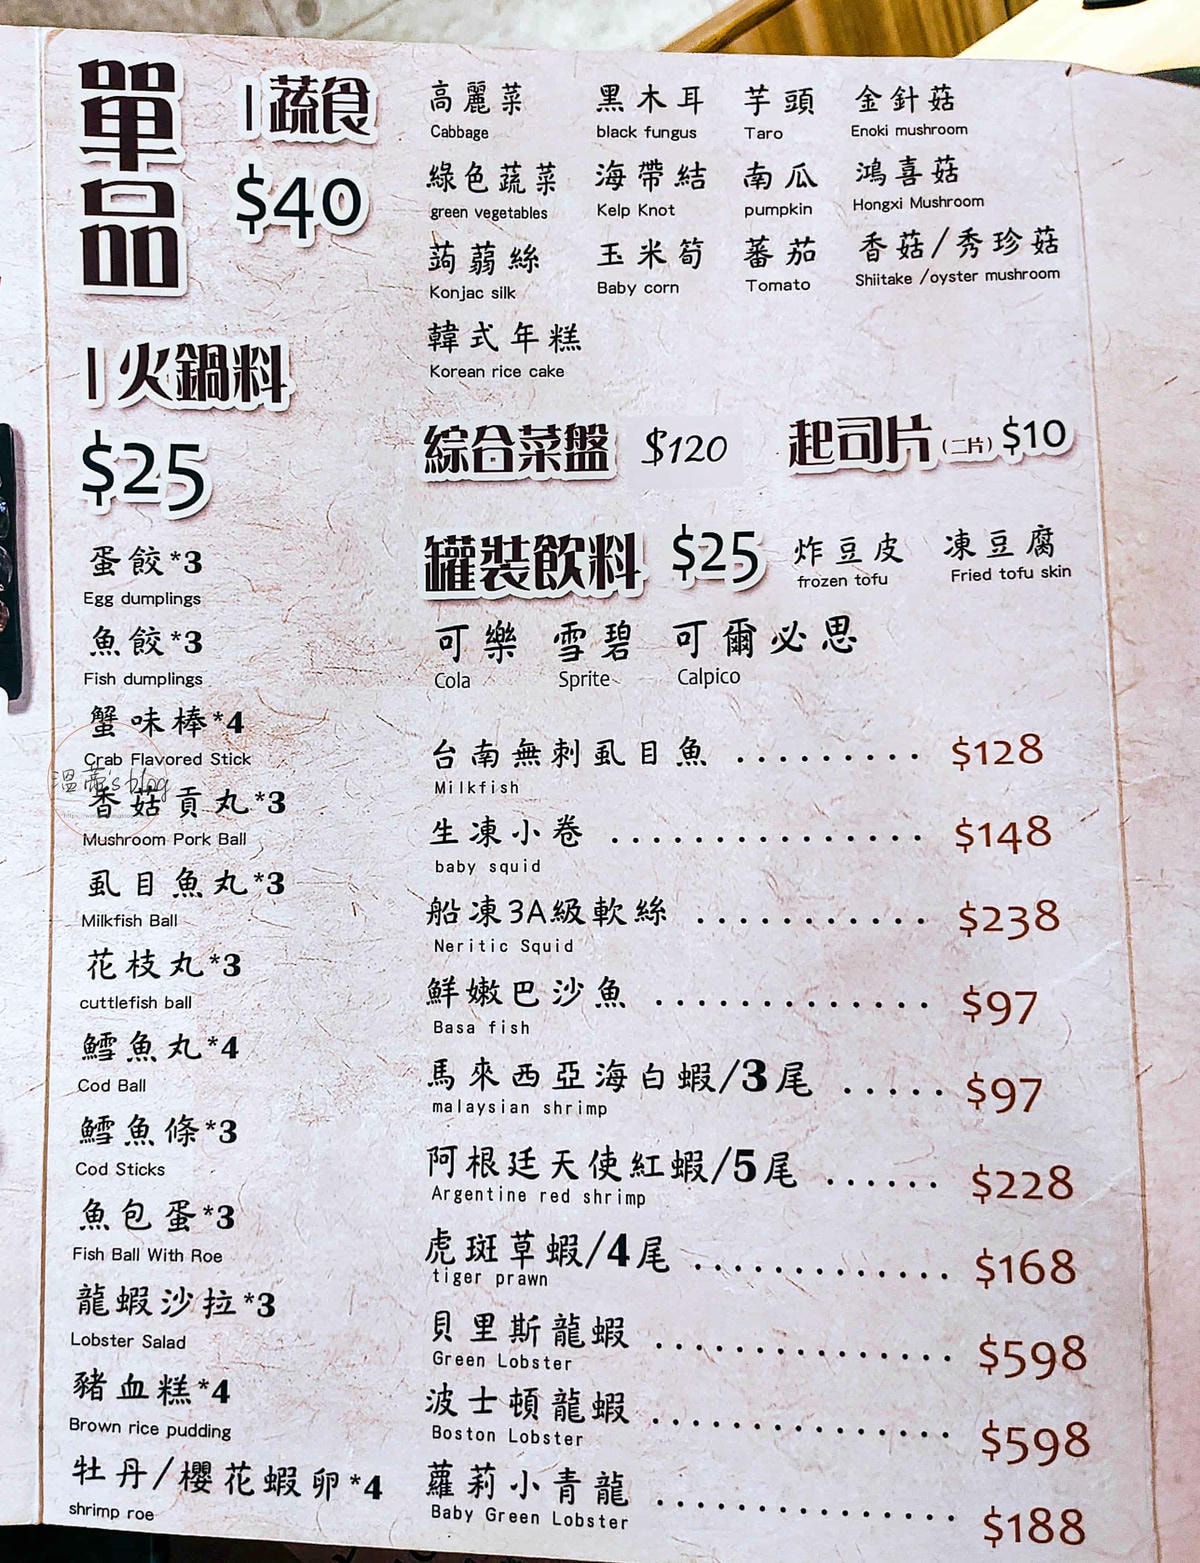 單品
|蔬食
$40
高麗菜 黑木耳 芋頭 金針菇
Cabbage black fungus Taro Enoki mushroom
綠色蔬菜 海帶結 南瓜 鴻喜菇
green vegetables Kelp Knot pumpkin Hongxi Mushroom
蒟蒻絲 玉米筍 蕃茄 香菇/秀珍菇
Konjac silk Baby corn Tomato Shiitake /oyster mushroom
韓式年糕
Korean rice cake
|火鍋料
$25
蛋餃*3
Egg dumplings
魚餃*3
Fish dumplings
蟹味棒*4
Crab Flavored Stick
溫蒂's blog
香菇貢丸*3
Mushroom Pork Ball
虱目魚丸*3
Milkfish Ball
花枝丸*3
cuttlefish ball
鱈魚丸*4
Cod Ball
鱈魚條*3
Cod Sticks
魚包蛋*3
Fish Ball With Roe
龍蝦沙拉*3
Lobster Salad
豬血糕*4
Brown rice pudding
牡丹/櫻花蝦卵*4
shrimp roe
綜合菜盤 $120 起司片(二片) $10
罐裝飲料 $25 炸豆皮 凍豆腐
frozen tofu Fried tofu skin
可樂 雪碧 可爾必思
Cola Sprite Calpico
台南無刺虱目魚 .......... $128
Milkfish
生凍小卷 ................ $148
baby squid
船凍3A級軟絲 ............ $238
Neritic Squid
鮮嫩巴沙魚 .............. $97
Basa fish
馬來西亞海白蝦/3尾 ..... $97
malaysian shrimp
阿根廷天使紅蝦/5尾 ...... $228
Argentine red shrimp
虎斑草蝦/4尾 ............. $168
tiger prawn
貝里斯龍蝦 ............... $598
Green Lobster
波士頓龍蝦 ............... $598
Boston Lobster
蘿莉小青龍 ............... $188
Baby Green Lobster